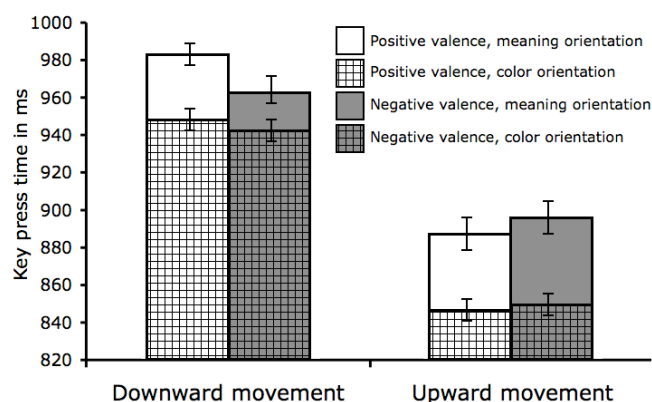 1000
980
960
940
920
900
880
860
840
820
Key press time in ms
Positive valence, meaning orientation
Positive valence, color orientation
Negative valence, meaning orientation
Negative valence, color orientation
Downward movement
Upward movement